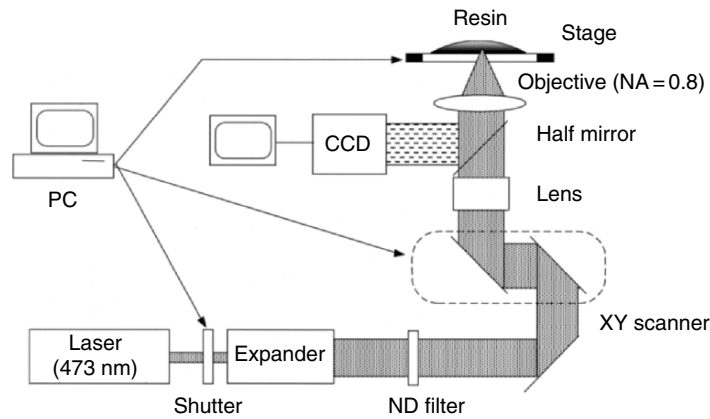 Resin
Stage
Objective (NA = 0.8)
CCD
Half mirror
PC
Lens
XY scanner
Laser
(473 nm)
Expander
Shutter
ND filter